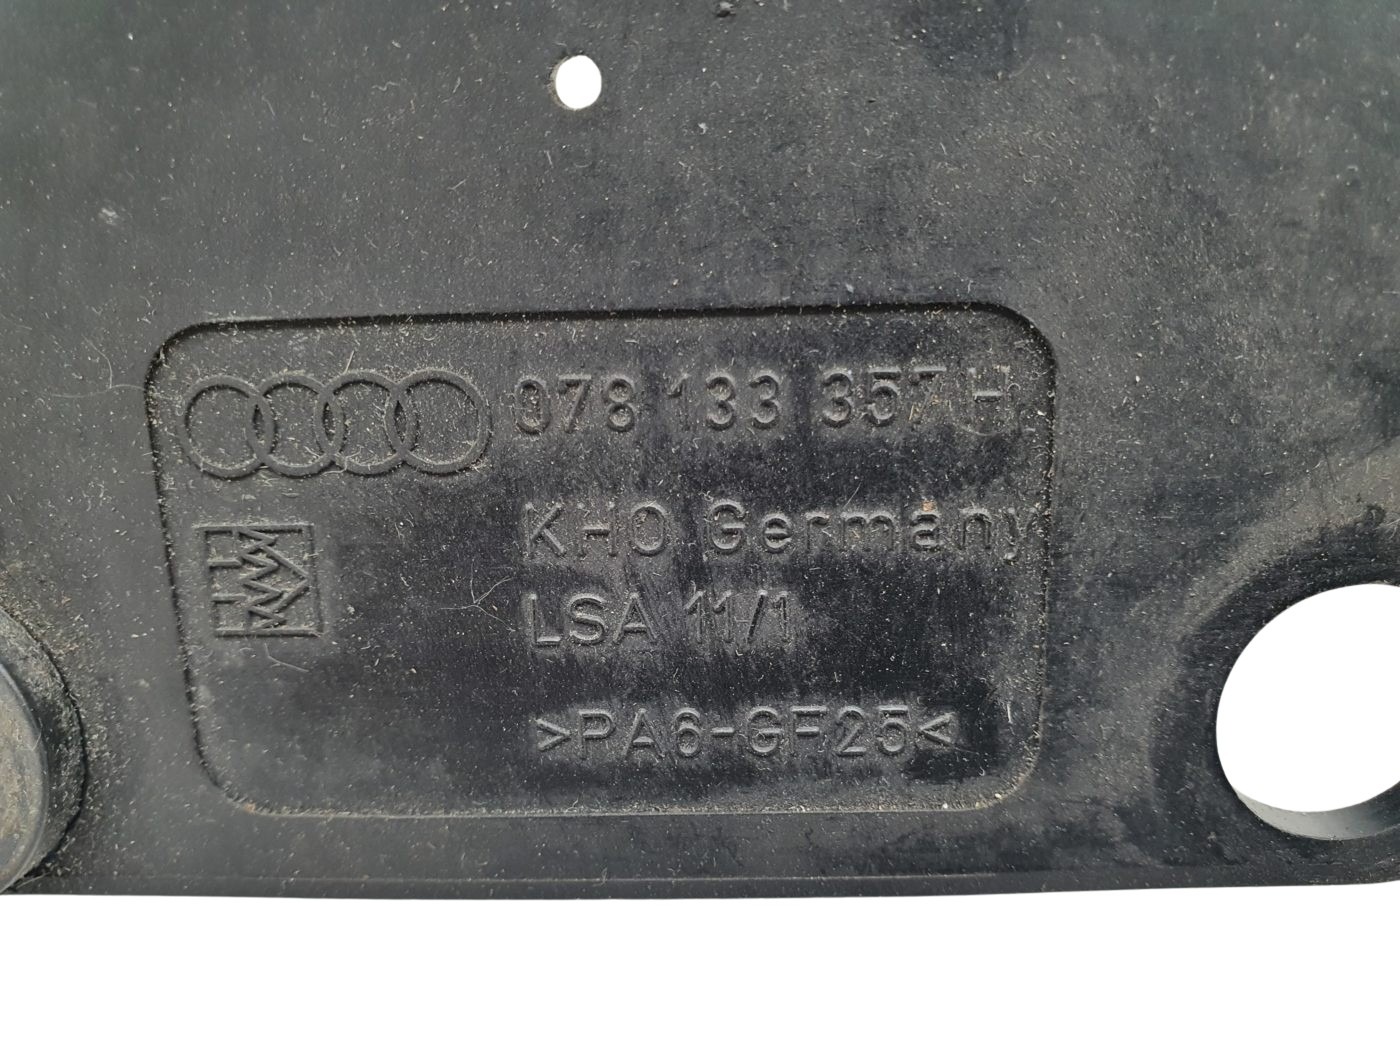 078 133 357 H
KHO Germany
LSA 11/1
>PA6-GF25<